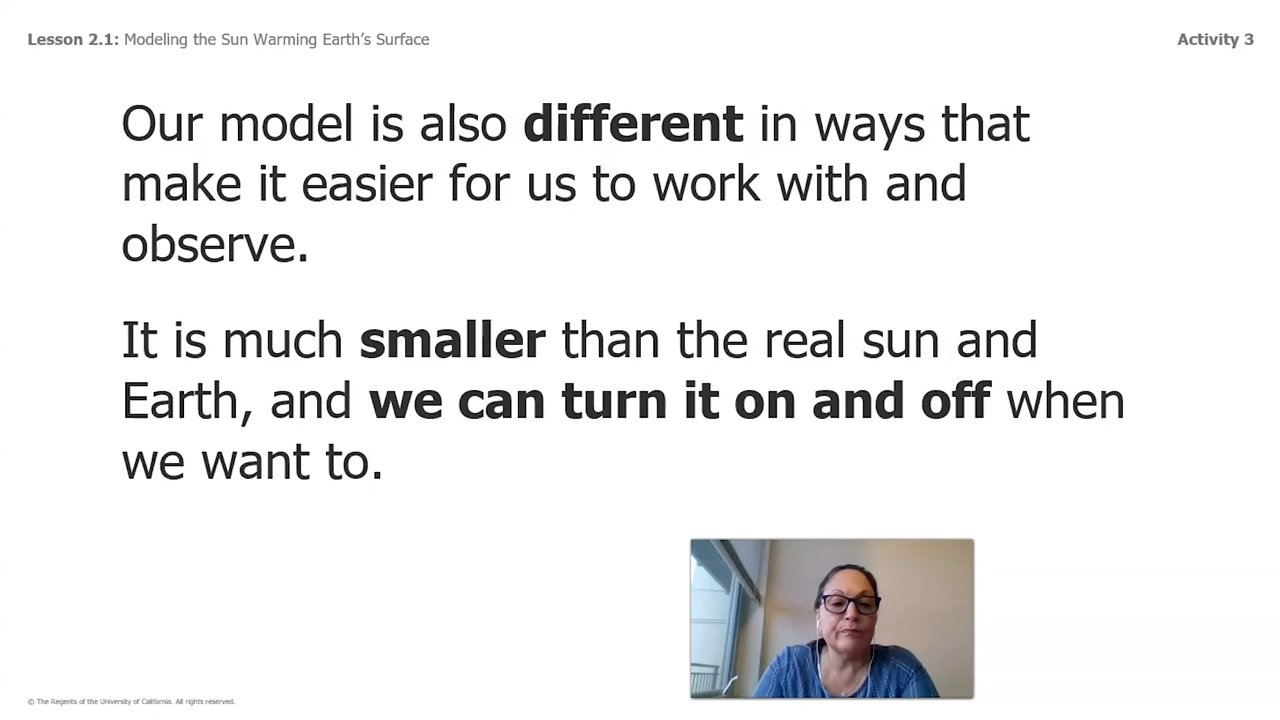 Lesson 2.1: Modeling the Sun Warming Earth’s Surface
Activity 3
Our model is also different in ways that
make it easier for us to work with and
observe.
It is much smaller than the real sun and
Earth, and we can turn it on and off when
we want to.
© The Regents of the University of California. All rights reserved.